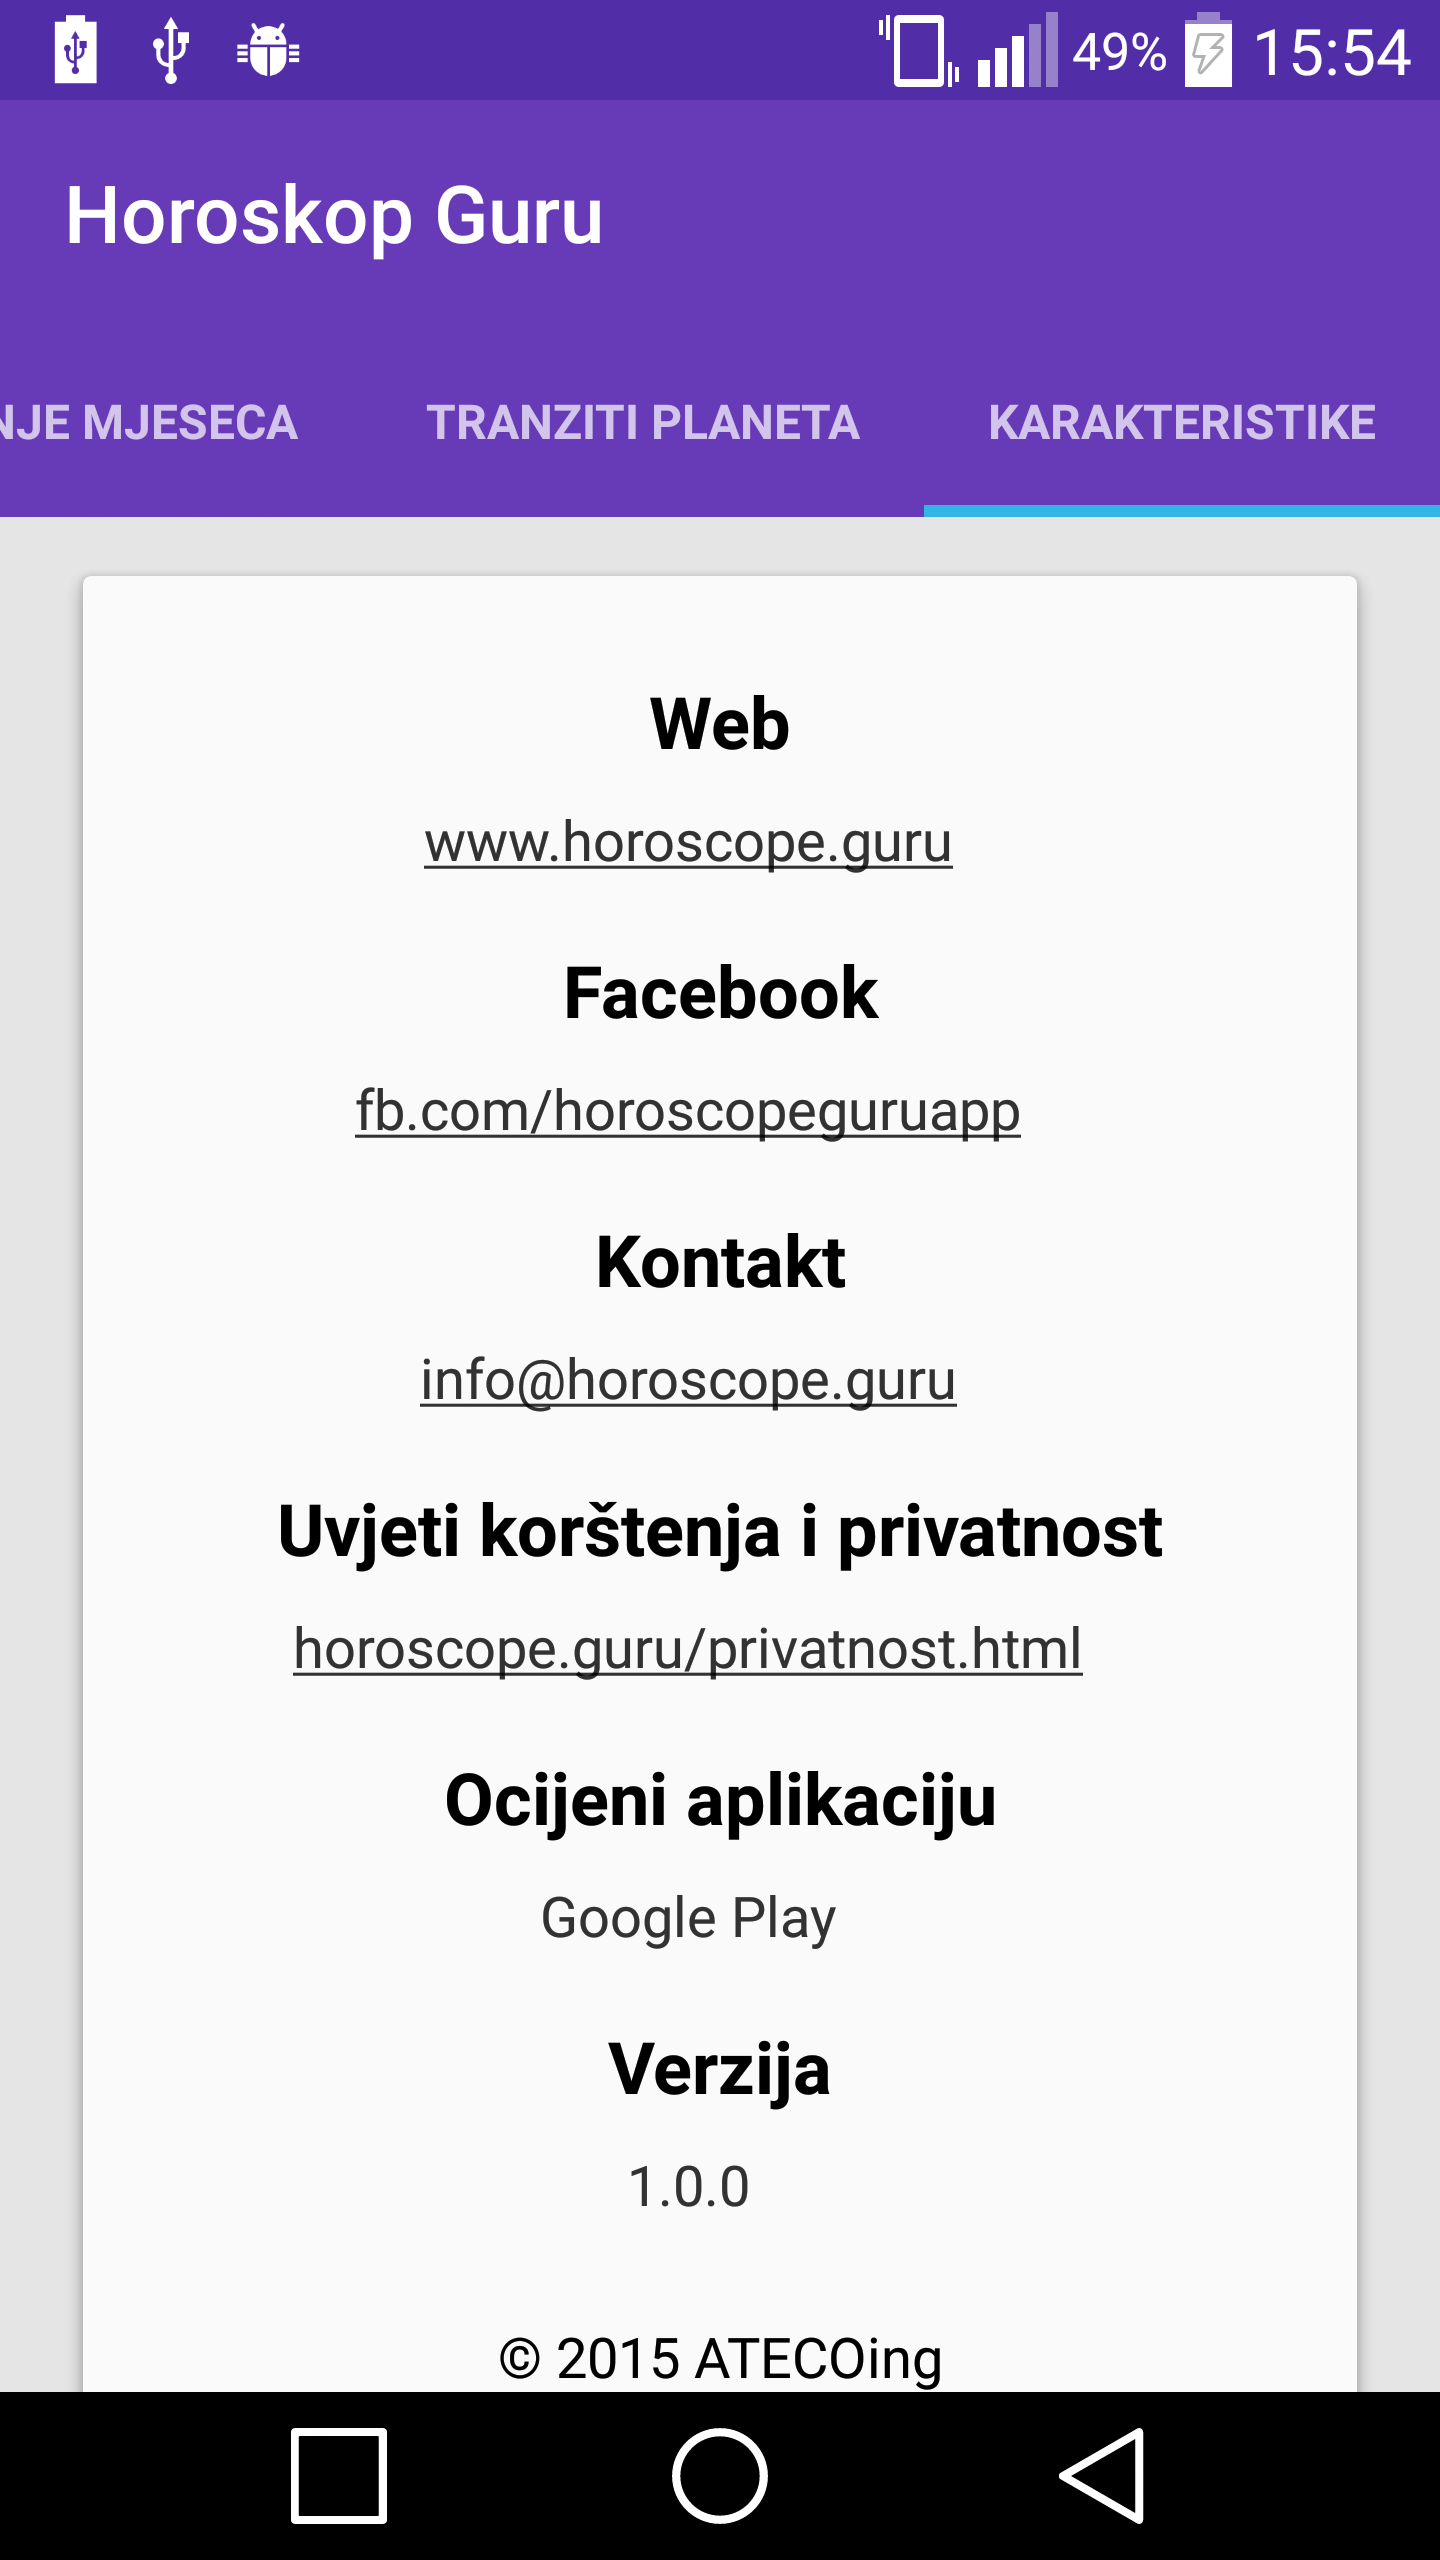 49% 15:54
Horoskop Guru
NJE MJESECA TRANZITI PLANETA KARAKTERISTIKE
Web
www.horoscope.guru
Facebook
fb.com/horoscopeguruapp
Kontakt
info@horoscope.guru
Uvjeti korštenja i privatnost
horoscope.guru/privatnost.html
Ocijeni aplikaciju
Google Play
Verzija
1.0.0
© 2015 ATECOing